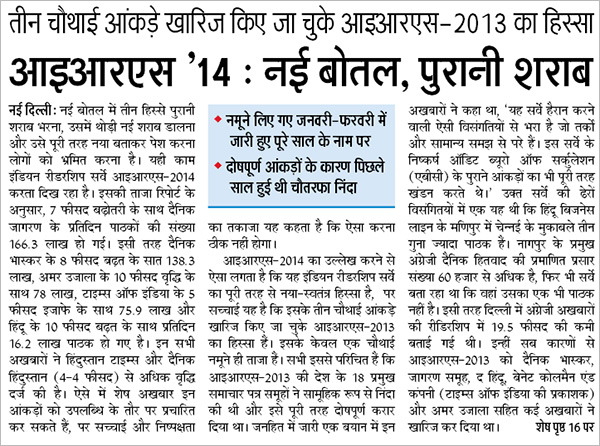 तीन चौथाई आंकड़े खारिज किए जा चुके आइआरएस-2013 का हिस्सा
आइआरएस '14 : नई बोतल, पुरानी शराब
नई दिल्ली: नई बोतल में तीन हिस्से पुरानी
शराब भरना, उसमें थोड़ी नई शराब डालना
और उसे पूरी तरह नया बताकर पेश करना
लोगों को भ्रमित करना है। यही काम
इंडियन रीडरशिप सर्वे आइआरएस-2014
करता दिख रहा है। इसकी ताजा रिपोर्ट के
अनुसार, 7 फीसद बढ़ोतरी के साथ दैनिक
जागरण के प्रतिदिन पाठकों की संख्या
166.3 लाख हो गई। इसी तरह दैनिक
भास्कर के 8 फीसद बढ़त के सात 138.3
लाख, अमर उजाला के 10 फीसद वृद्धि के
साथ 78 लाख, टाइम्स ऑफ इंडिया के 5
फीसद इजाफे के साथ 75.9 लाख और
हिंदू के 10 फीसद बढ़त के साथ प्रतिदिन
16.2 लाख पाठक हो गए है। इन सभी
अखबारों ने हिंदुस्तान टाइम्स और दैनिक
हिंदुस्तान (4-4 फीसद) से अधिक वृद्धि
दर्ज की है। ऐसे में शेष अखबार इन
आंकड़ों को उपलब्धि के तौर पर प्रचारित
कर सकते हैं, पर सच्चाई और निष्पक्षता
◆ नमूने लिए गए जनवरी-फरवरी में
जारी हुए पूरे साल के नाम पर
◆ दोषपूर्ण आंकड़ों के कारण पिछले
साल हुई थी चौतरफा निंदा
का तकाजा यह कहता है कि ऐसा करना
ठीक नहीं होगा।
आइआरएस-2014 का उल्लेख करने से
ऐसा लगता है कि यह इंडियन रीडरशिप सर्वे
का पूरी तरह से नया-स्वतंत्र हिस्सा है, पर
सच्चाई यह है कि इसके तीन चौथाई आंकड़े
खारिज किए जा चुके आइआरएस-2013
का हिस्सा है। इसके केवल एक चौथाई
नमूने ही ताजा है। सभी इससे परिचित हैं कि
आइआरएस-2013 की देश के 18 प्रमुख
समाचार पत्र समूहों ने सामूहिक रूप से निंदा
की थी और इसे पूरी तरह दोषपूर्ण करार
दिया था। जनहित में जारी एक बयान में इन
अखबारों ने कहा था, 'यह सर्वे हैरान करने
वाली ऐसी विसंगतियों से भरा है जो तर्कों
और सामान्य समझ से परे हैं। इस सर्वे के
निष्कर्ष ऑडिट ब्यूरो ऑफ सर्कुलेशन
(एबीसी) के पुराने आंकड़ों का भी पूरी तरह
खंडन करते थे।' उक्त सर्वे की ढेरों
विसंगतियों में एक यह थी कि हिंदू बिजनेस
लाइन के मणिपुर में चेन्नई के मुकाबले तीन
गुना ज्यादा पाठक है। नागपुर के प्रमुख
अंग्रेजी दैनिक हितवाद की प्रमाणित प्रसार
संख्या 60 हजार से अधिक है, फिर भी सर्वे
बता रहा था कि वहां उसका एक भी पाठक
नहीं है। इसी तरह दिल्ली में अंग्रेजी अखबारों
की रीडिरशिप में 19.5 फीसद की कमी
बताई गई थी। इन्हीं सब कारणों से
आइआरएस-2013 को दैनिक भास्कर,
जागरण समूह, द हिंदू, बेनेट कोलमैन एंड
कंपनी (टाइम्स ऑफ इंडिया की प्रकाशक)
और अमर उजाला सहित कई अखबारों ने
खारिज कर दिया था। शेष पृष्ठ 16 पर